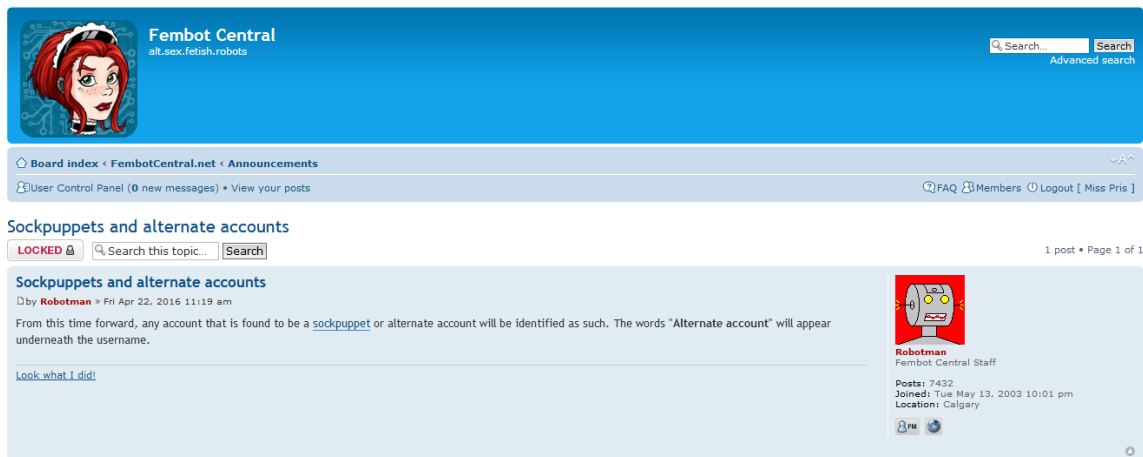 Fembot Central
alt.sex.fetish.robots
Search... Search
Advanced search
Board index ‹ FembotCentral.net ‹ Announcements
User Control Panel (0 new messages) • View your posts
FAQ Members Logout [ Miss Pris ]
Sockpuppets and alternate accounts
LOCKED Search this topic... Search
1 post • Page 1 of 1
Sockpuppets and alternate accounts
by Robotman » Fri Apr 22, 2016 11:19 am
From this time forward, any account that is found to be a sockpuppet or alternate account will be identified as such. The words "Alternate account" will appear
underneath the username.
Look what I did!
Robotman
Fembot Central Staff
Posts: 7432
Joined: Tue May 13, 2003 10:01 pm
Location: Calgary
PM